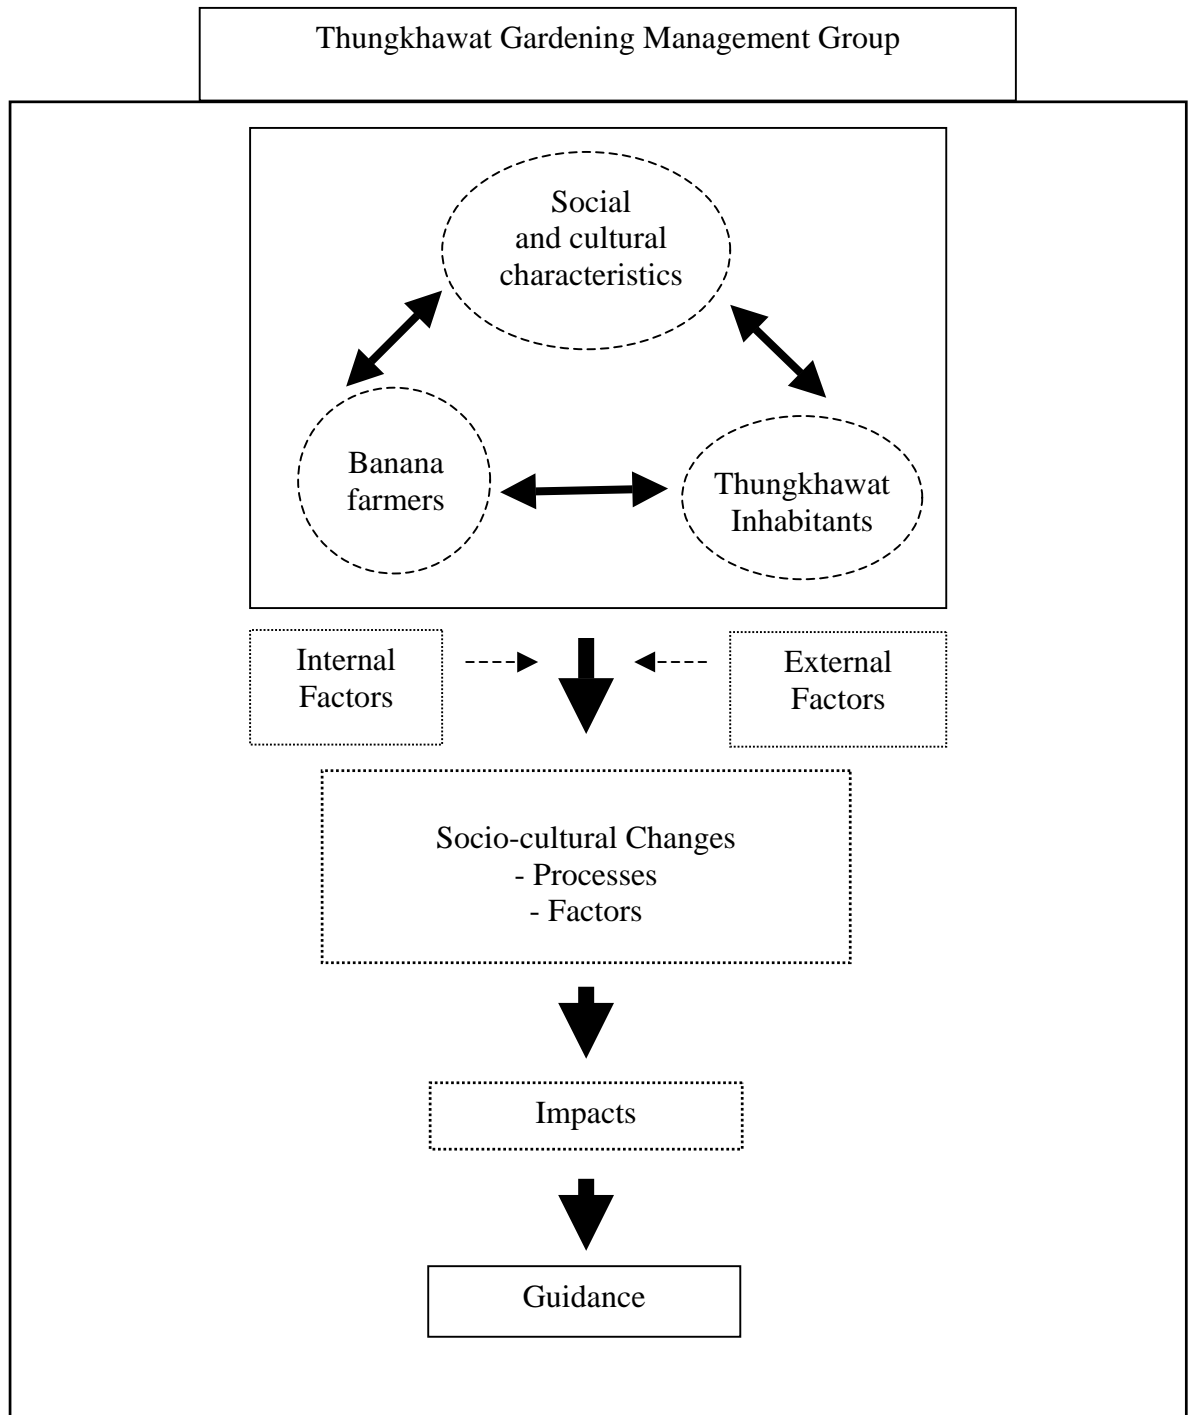 Thungkhawat Gardening Management Group
Social
and cultural
characteristics
Banana
farmers
Thungkhawat
Inhabitants
Internal
Factors
External
Factors
Socio-cultural Changes
- Processes
- Factors
Impacts
Guidance